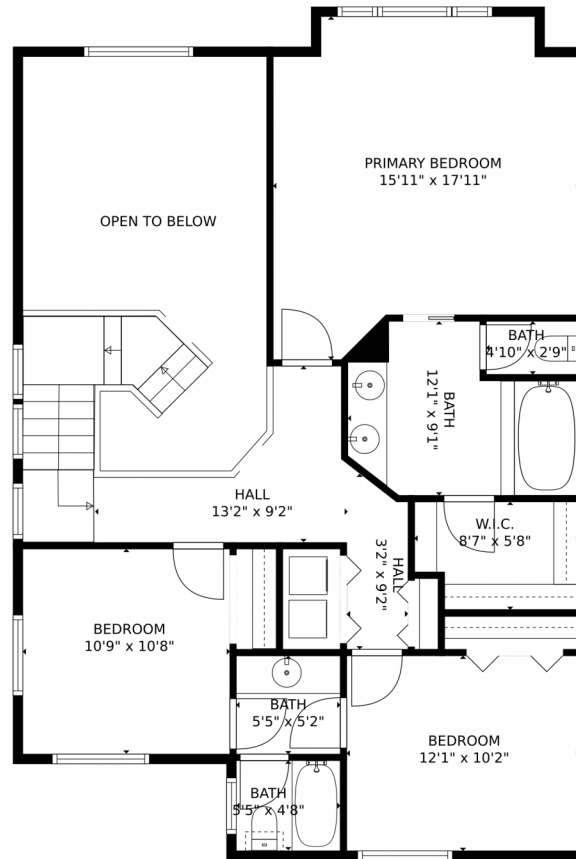 PRIMARY BEDROOM
15'11" x 17'11"
OPEN TO BELOW
BATH
4'10" x 2'9"
BATH
12'1" x 9'1"
HALL
13'2" x 9'2"
W.I.C.
8'7" x 5'8"
HALL
3'2" x 9'2"
BEDROOM
10'9" x 10'8"
BATH
5'5" x 5'2"
BEDROOM
12'1" x 10'2"
BATH
5'5" x 4'8"